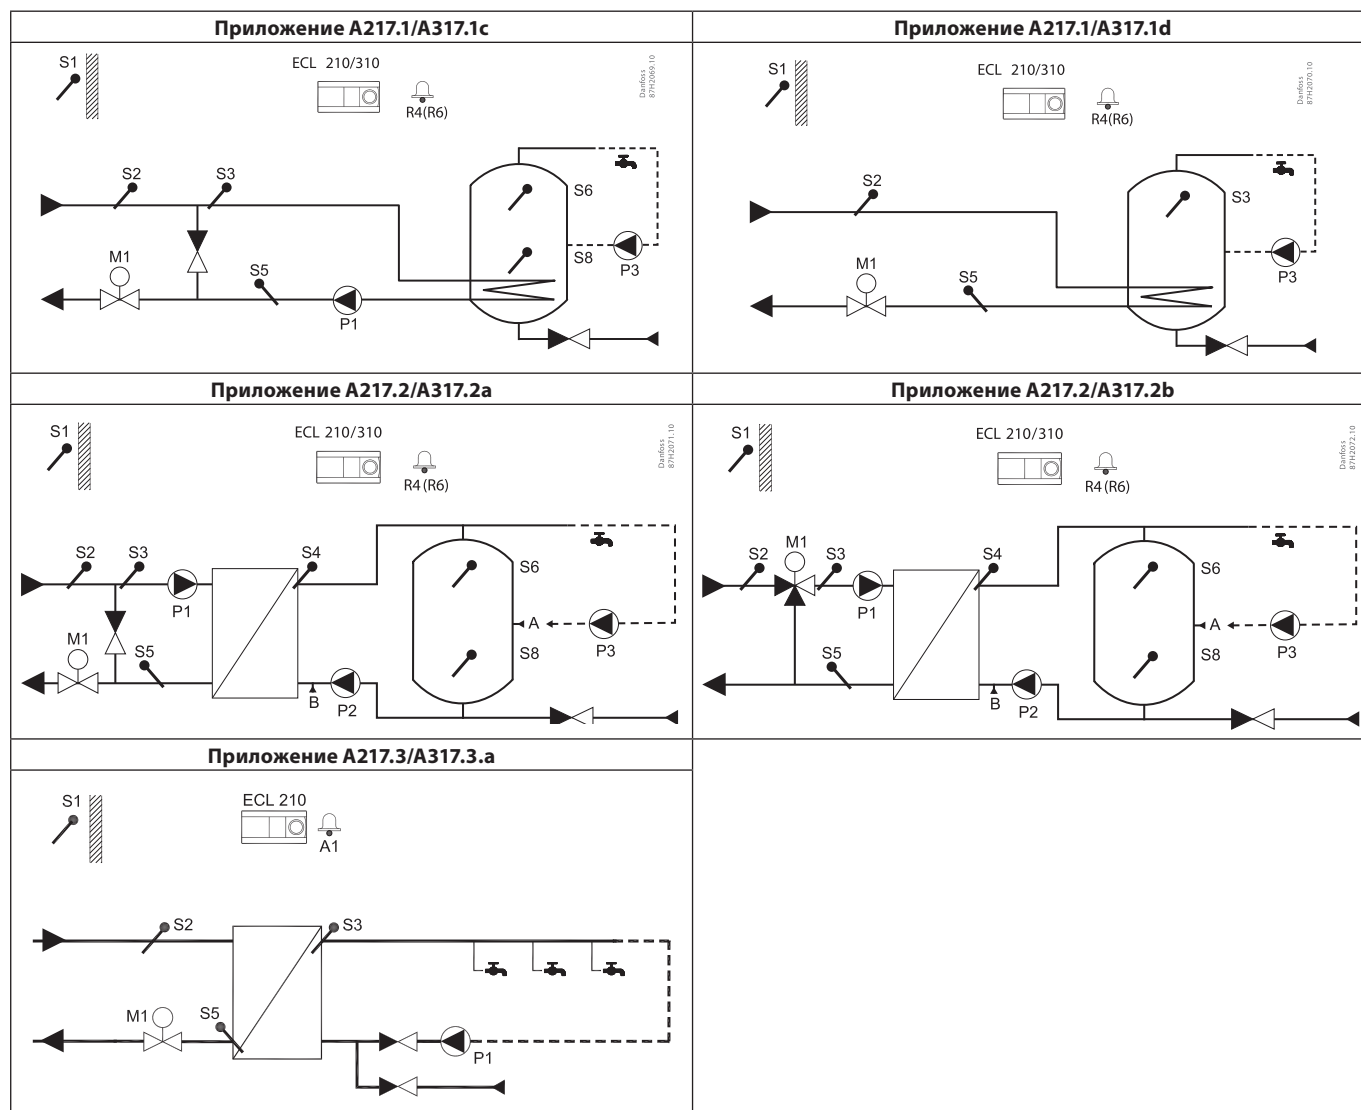 Приложение A217.1/A317.1c
S1
ECL 210/310
R4(R6)
Danfoss
87H2069.10
S2
S3
S6
S8
P3
M1
S5
P1
Приложение A217.1/A317.1d
S1
ECL 210/310
R4(R6)
Danfoss
87H2070.10
S2
S3
P3
M1
S5
Приложение A217.2/A317.2a
S1
ECL 210/310
R4(R6)
Danfoss
87H2071.10
S2
S3
S4
P1
S6
A
P3
S8
M1
S5
B
P2
Приложение A217.2/A317.2b
S1
ECL 210/310
R4(R6)
Danfoss
87H2072.10
M1
S2
S3
S4
P1
S6
A
P3
S8
S5
B
P2
Приложение A217.3/A317.3.a
S1
ECL 210
A1
S2
S3
M1
S5
P1